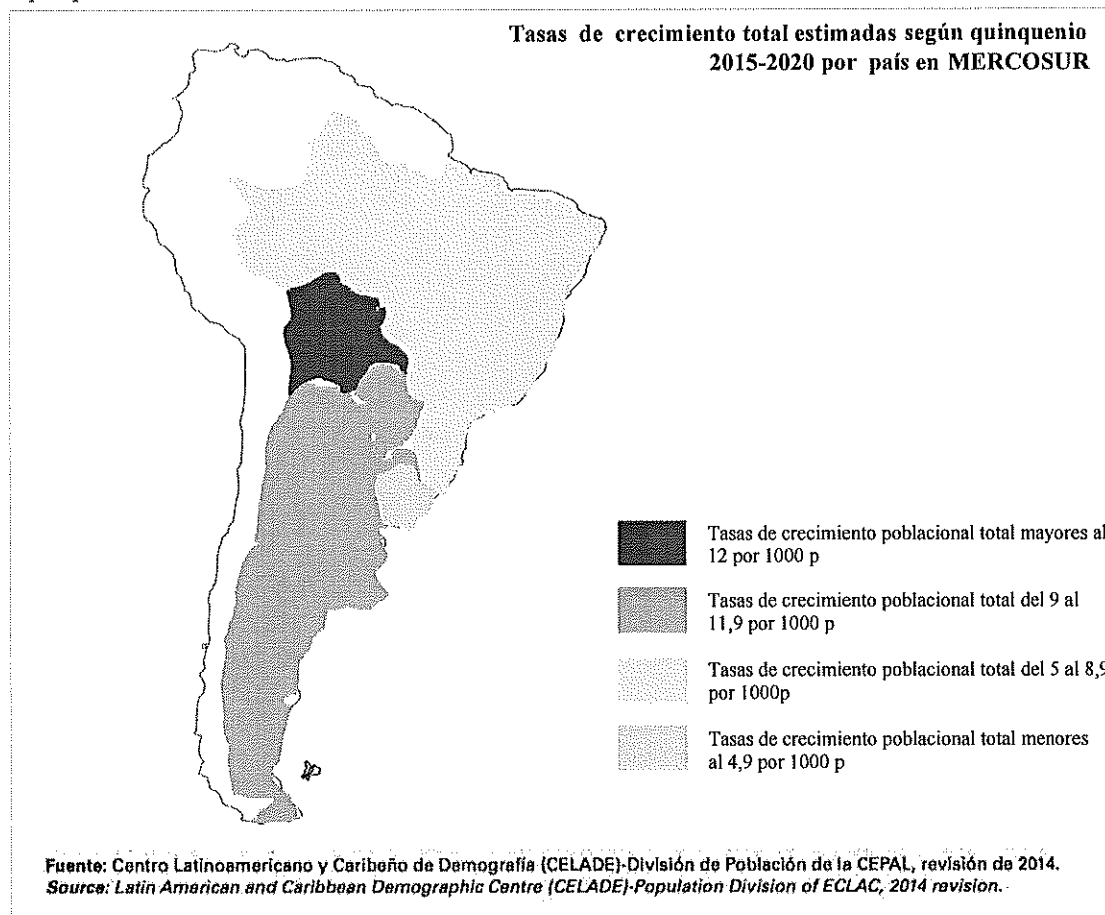 Tasas de crecimiento total estimadas según quinquenio
2015-2020 por país en MERCOSUR
Tasas de crecimiento poblacional total mayores al
12 por 1000 p
Tasas de crecimiento poblacional total del 9 al
11,9 por 1000 p
Tasas de crecimiento poblacional total del 5 al 8,9
por 1000p
Tasas de crecimiento poblacional total menores
al 4,9 por 1000 p
Fuente: Centro Latinoamericano y Caribeño de Demografía (CELADE)-División de Población de la CEPAL, revisión de 2014.
Source: Latin American and Caribbean Demographic Centre (CELADE)-Population Division of ECLAC, 2014 revision.